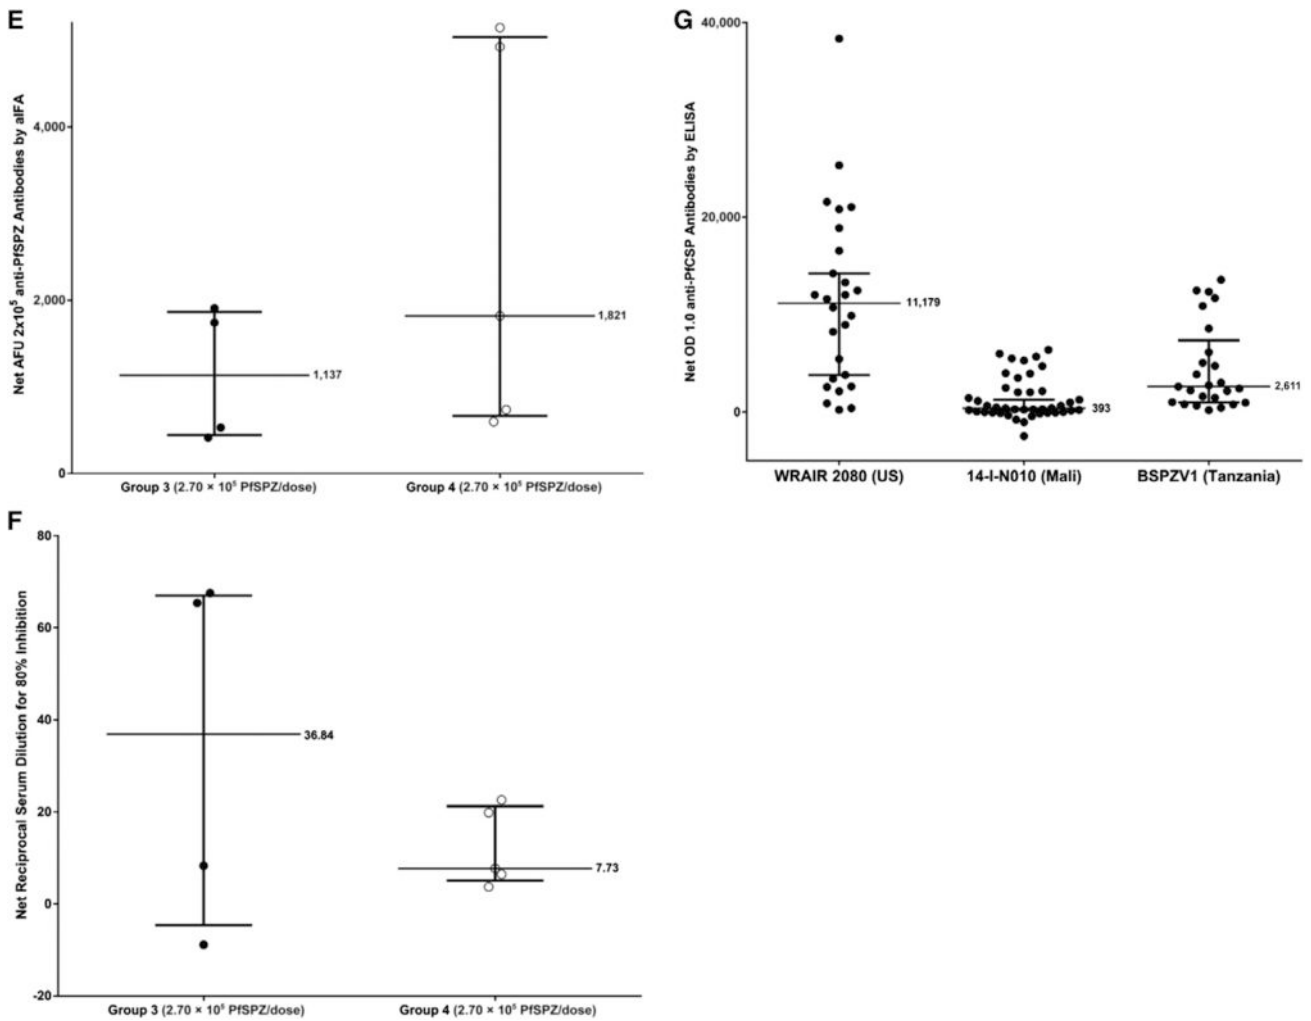 E
Net AFU 2x10⁵ anti-PfSPZ Antibodies by aIFA
4,000
2,000
0
1,137
1,821
Group 3 (2.70 × 10⁵ PfSPZ/dose)
Group 4 (2.70 × 10⁵ PfSPZ/dose)
G
Net OD 1.0 anti-PfCSP Antibodies by ELISA
40,000
20,000
0
11,179
393
2,611
WRAIR 2080 (US)
14-I-N010 (Mali)
BSPZV1 (Tanzania)
F
Net Reciprocal Serum Dilution for 80% Inhibition
80
60
40
20
0
-20
36.84
7.73
Group 3 (2.70 × 10⁵ PfSPZ/dose)
Group 4 (2.70 × 10⁵ PfSPZ/dose)